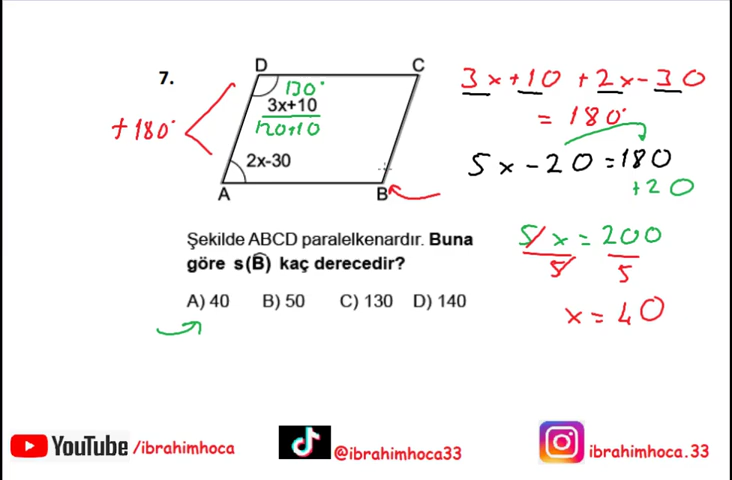 7.
D
C
130°
3x+10
120+10
2x-30
+180°
A
B
3x+10 + 2x-30
= 180°
5x-20 = 180
+20
5x = 200
5 5
x = 40
Şekilde ABCD paralelkenardır. Buna
göre s(B) kaç derecedir?
A) 40 B) 50 C) 130 D) 140
YouTube /ibrahimhoca
@ibrahimhoca33
ibrahimhoca.33